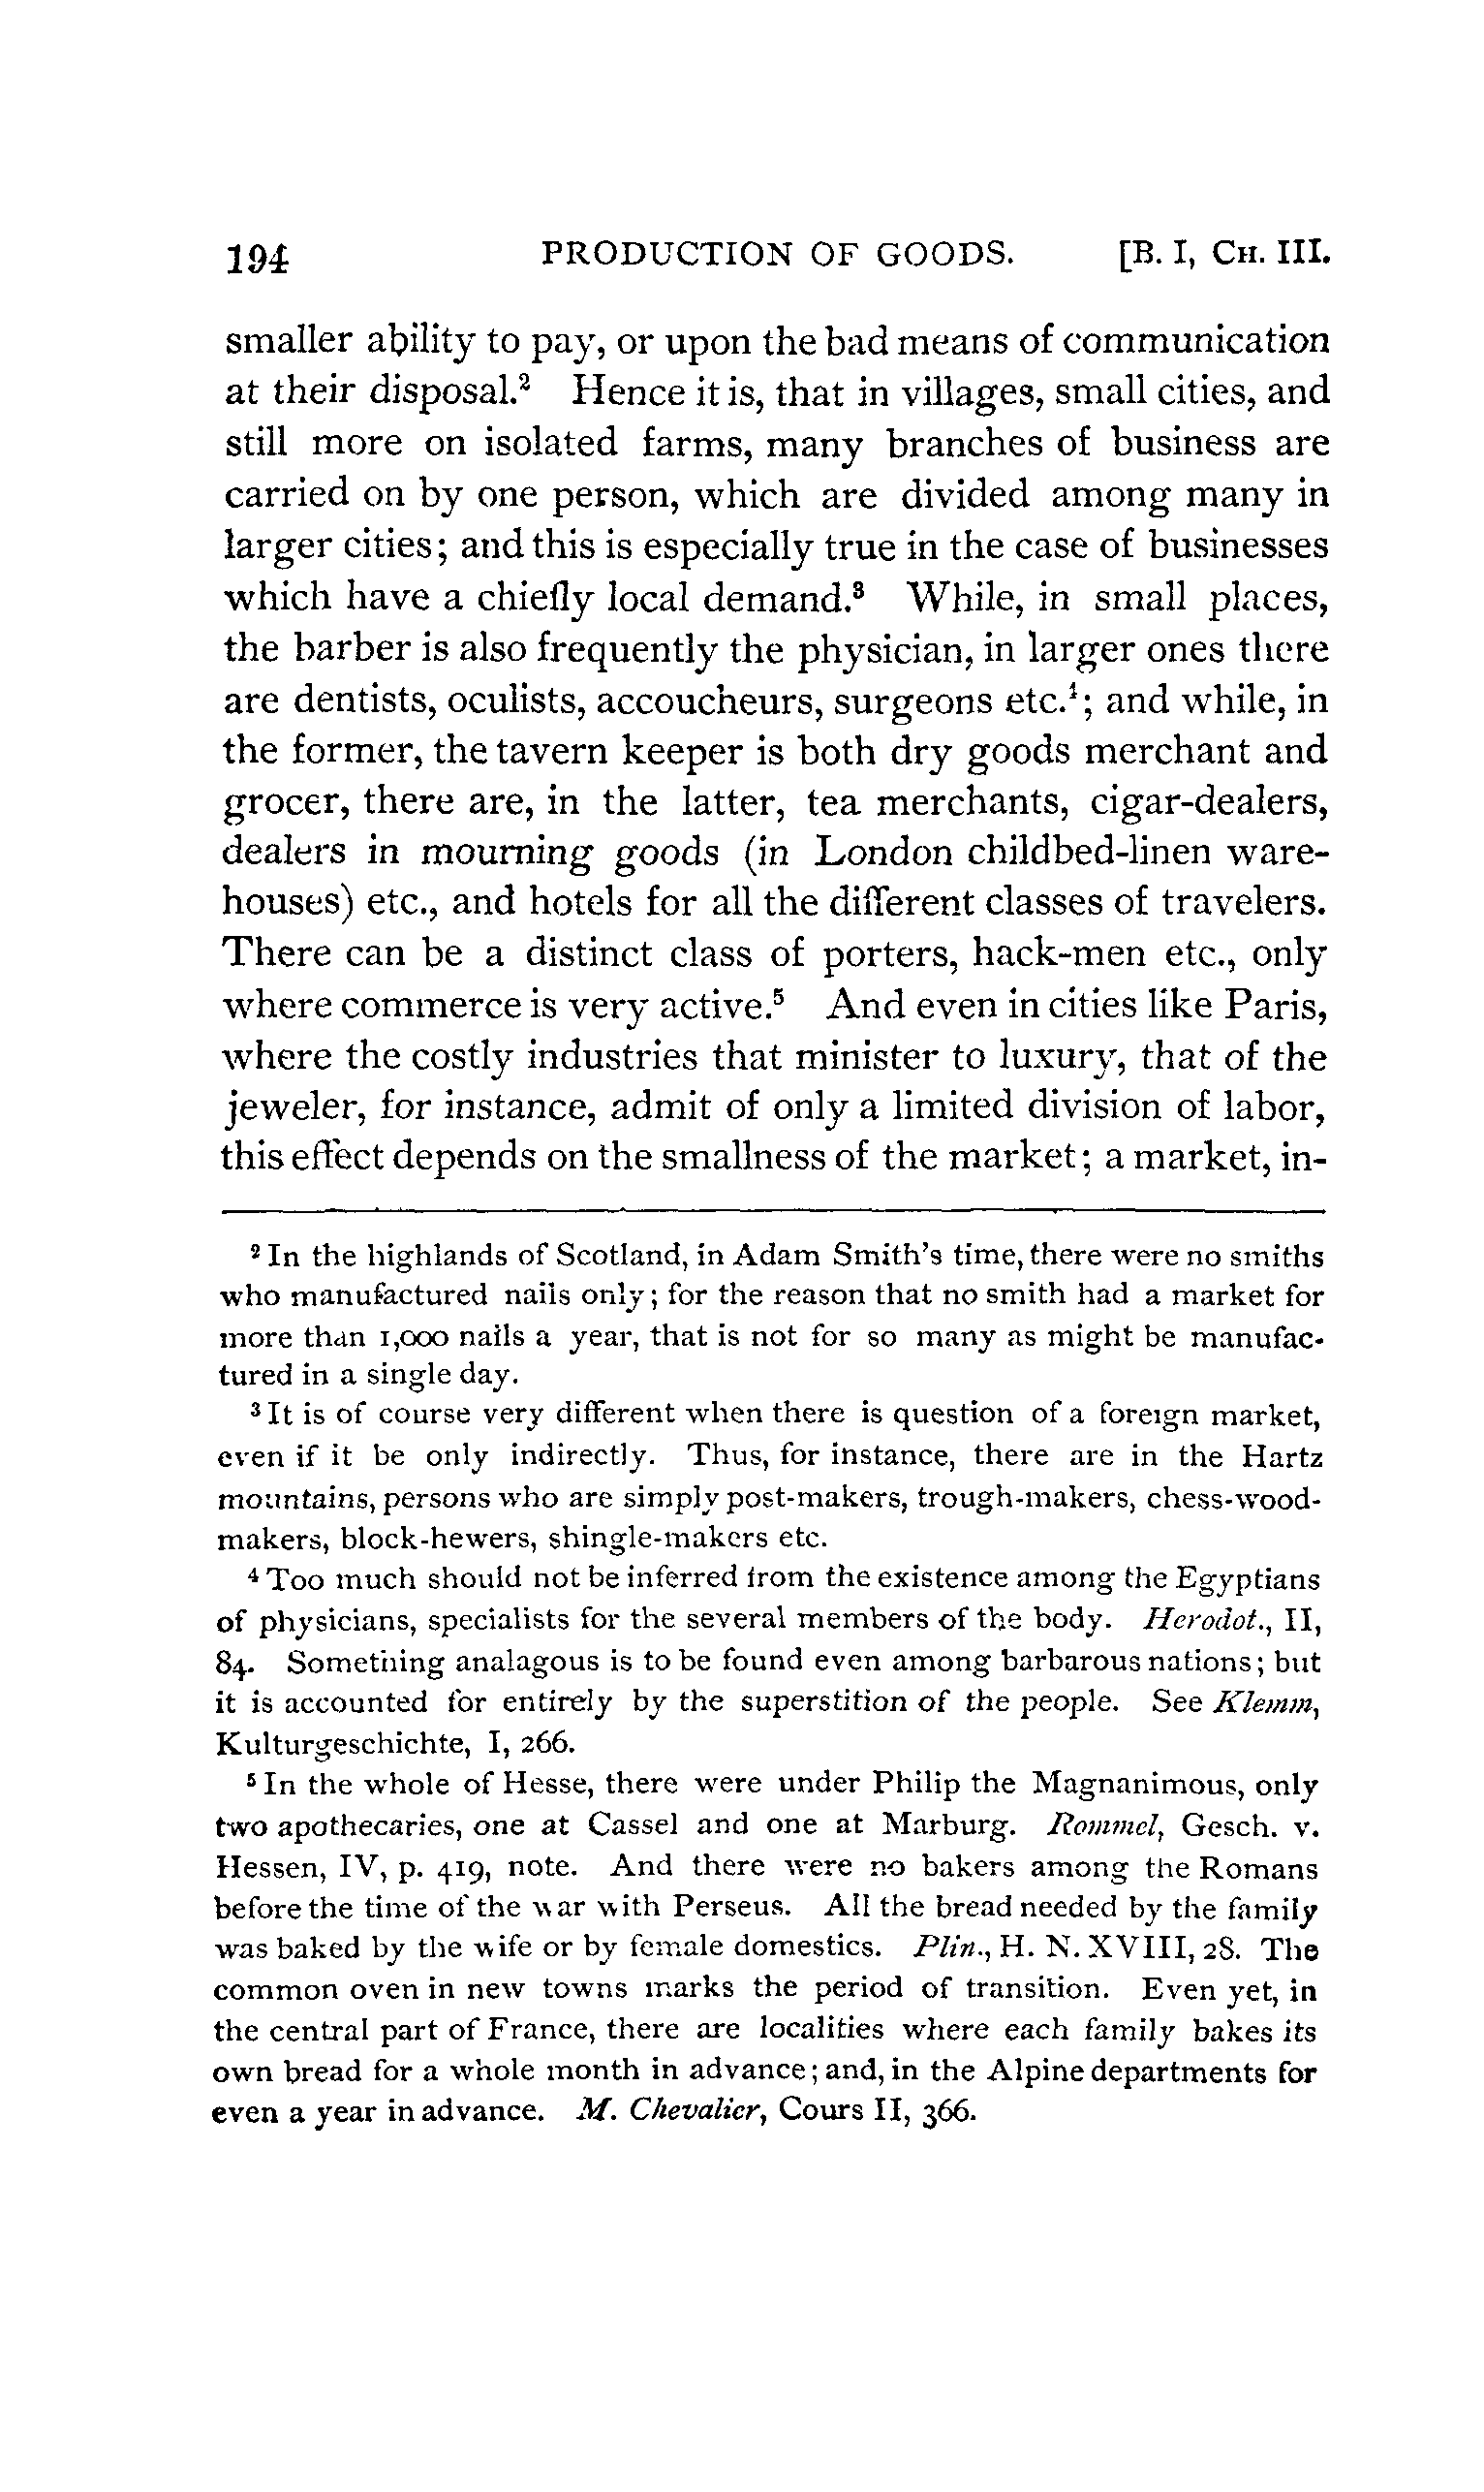 194 PRODUCTION OF GOODS. [B. I, CH. III.
smaller ability to pay, or upon the bad means of communication
at their disposal.² Hence it is, that in villages, small cities, and
still more on isolated farms, many branches of business are
carried on by one person, which are divided among many in
larger cities; and this is especially true in the case of businesses
which have a chiefly local demand.³ While, in small places,
the barber is also frequently the physician, in larger ones there
are dentists, oculists, accoucheurs, surgeons etc.⁴; and while, in
the former, the tavern keeper is both dry goods merchant and
grocer, there are, in the latter, tea merchants, cigar-dealers,
dealers in mourning goods (in London childbed-linen ware-
houses) etc., and hotels for all the different classes of travelers.
There can be a distinct class of porters, hack-men etc., only
where commerce is very active.⁵ And even in cities like Paris,
where the costly industries that minister to luxury, that of the
jeweler, for instance, admit of only a limited division of labor,
this effect depends on the smallness of the market; a market, in-
² In the highlands of Scotland, in Adam Smith's time, there were no smiths
who manufactured nails only; for the reason that no smith had a market for
more than 1,000 nails a year, that is not for so many as might be manufac-
tured in a single day.
³ It is of course very different when there is question of a foreign market,
even if it be only indirectly. Thus, for instance, there are in the Hartz
mountains, persons who are simply post-makers, trough-makers, chess-wood-
makers, block-hewers, shingle-makers etc.
⁴ Too much should not be inferred from the existence among the Egyptians
of physicians, specialists for the several members of the body. Herodot., II,
84. Something analagous is to be found even among barbarous nations; but
it is accounted for entirely by the superstition of the people. See Klemm,
Kulturgeschichte, I, 266.
⁵ In the whole of Hesse, there were under Philip the Magnanimous, only
two apothecaries, one at Cassel and one at Marburg. Rommel, Gesch. v.
Hessen, IV, p. 419, note. And there were no bakers among the Romans
before the time of the war with Perseus. All the bread needed by the family
was baked by the wife or by female domestics. Plin., H. N. XVIII, 28. The
common oven in new towns marks the period of transition. Even yet, in
the central part of France, there are localities where each family bakes its
own bread for a whole month in advance; and, in the Alpine departments for
even a year in advance. M. Chevalier, Cours II, 366.